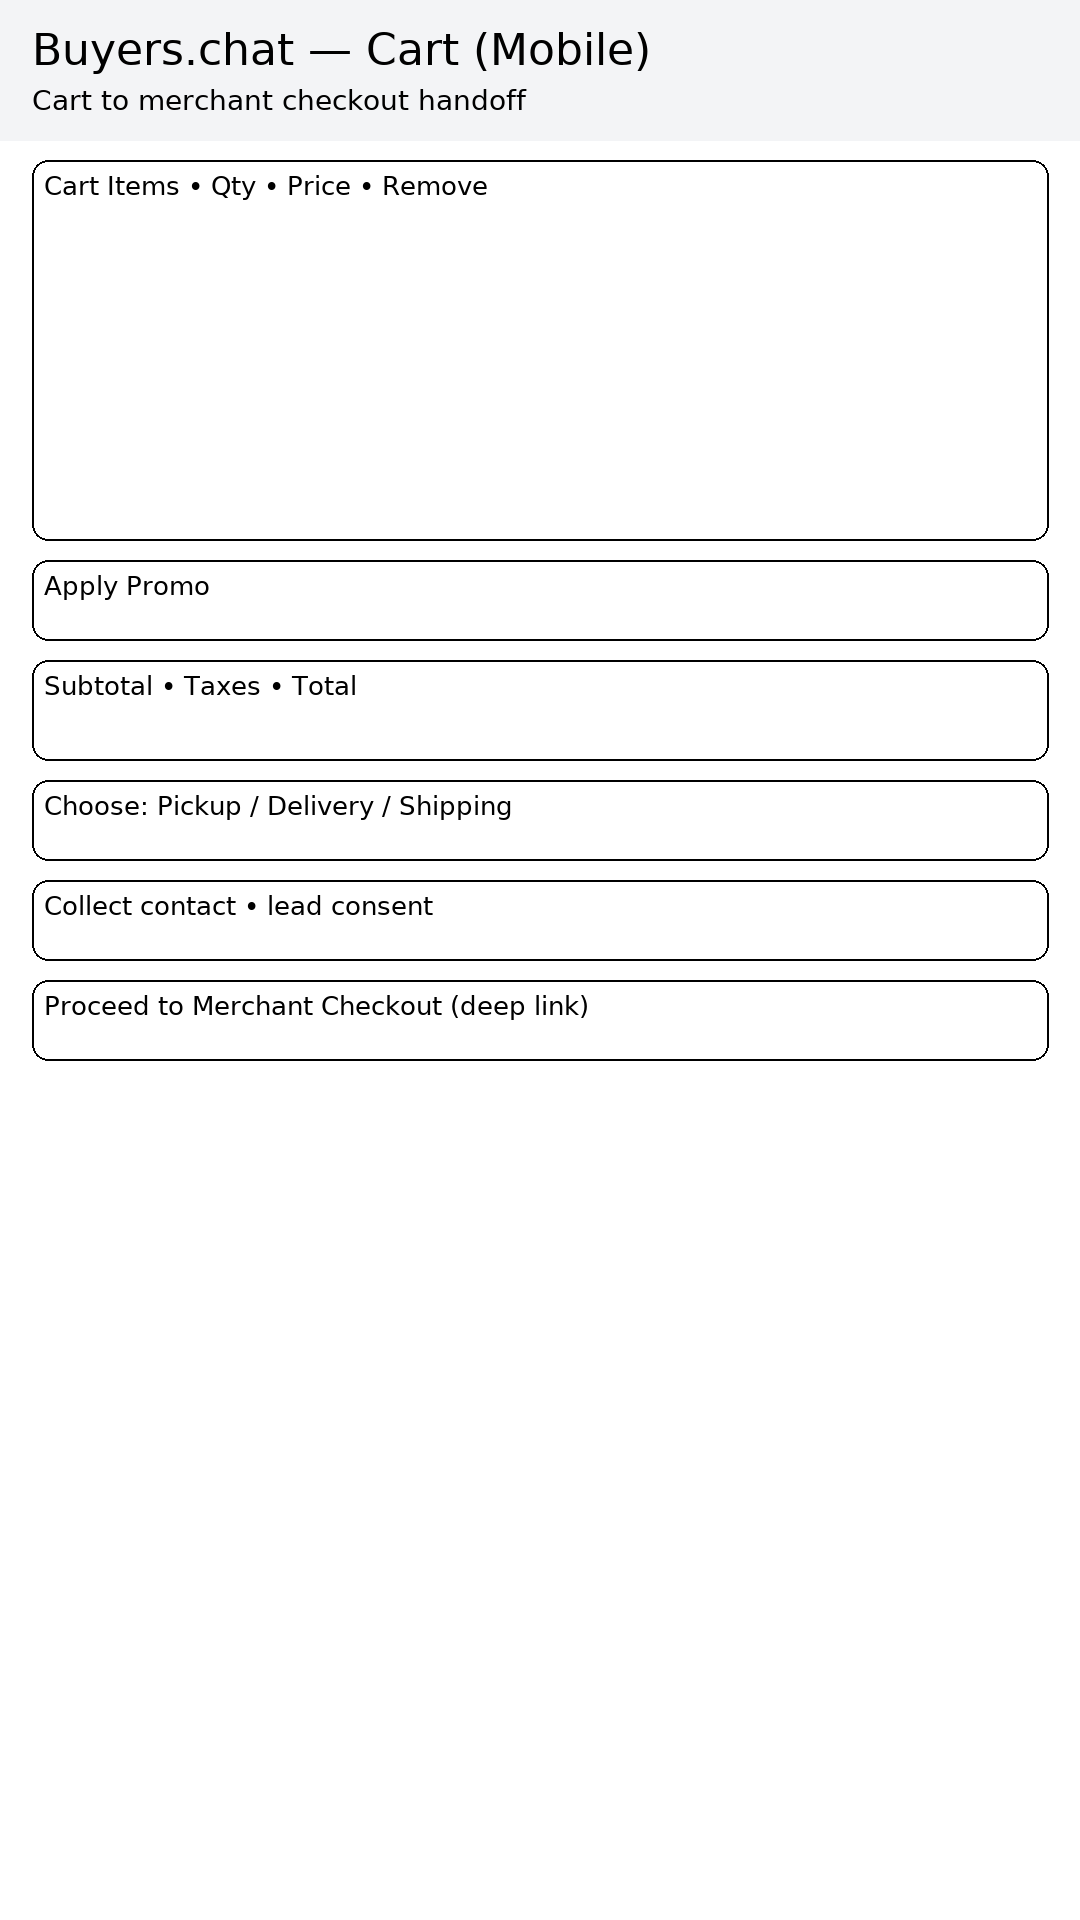 Buyers.chat — Cart (Mobile)
Cart to merchant checkout handoff
Cart Items • Qty • Price • Remove
Apply Promo
Subtotal • Taxes • Total
Choose: Pickup / Delivery / Shipping
Collect contact • lead consent
Proceed to Merchant Checkout (deep link)